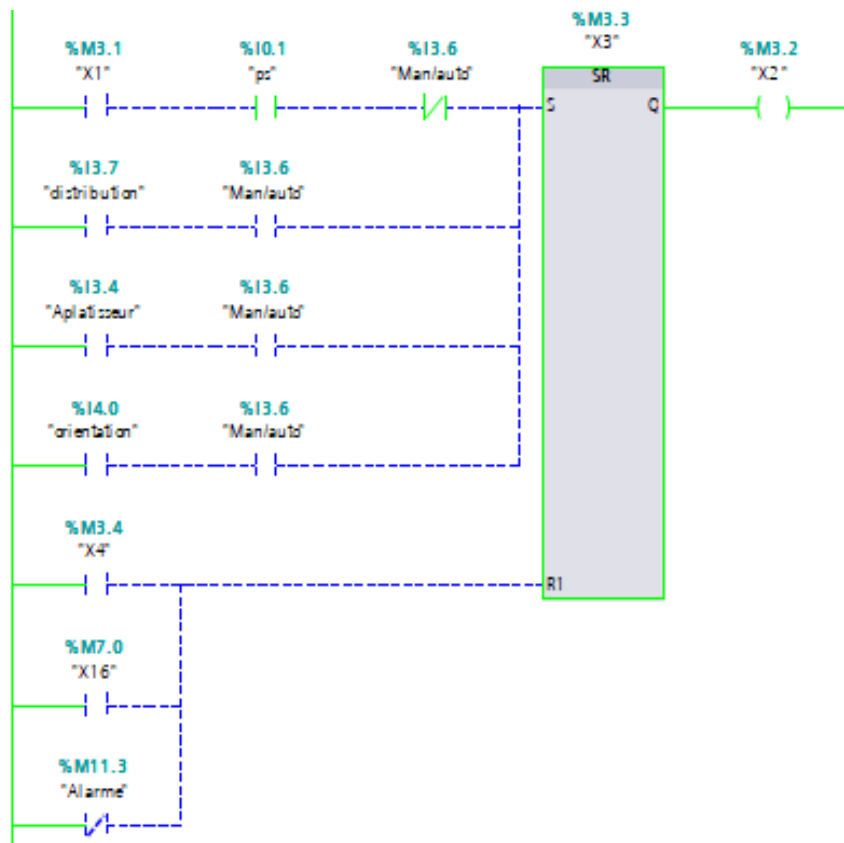 %M3.3
"X3"
%M3.1
%I0.1
%I3.6
%M3.2
"X1"
"ps"
"Man/auto"
"X2"
SR
S
Q
%I3.7
%I3.6
"distribution"
"Man/auto"
%I3.4
%I3.6
"Aplatisseur"
"Man/auto"
%I4.0
%I3.6
"orientation"
"Man/auto"
%M3.4
"X4"
R1
%M7.0
"X16"
%M11.3
"Alarme"